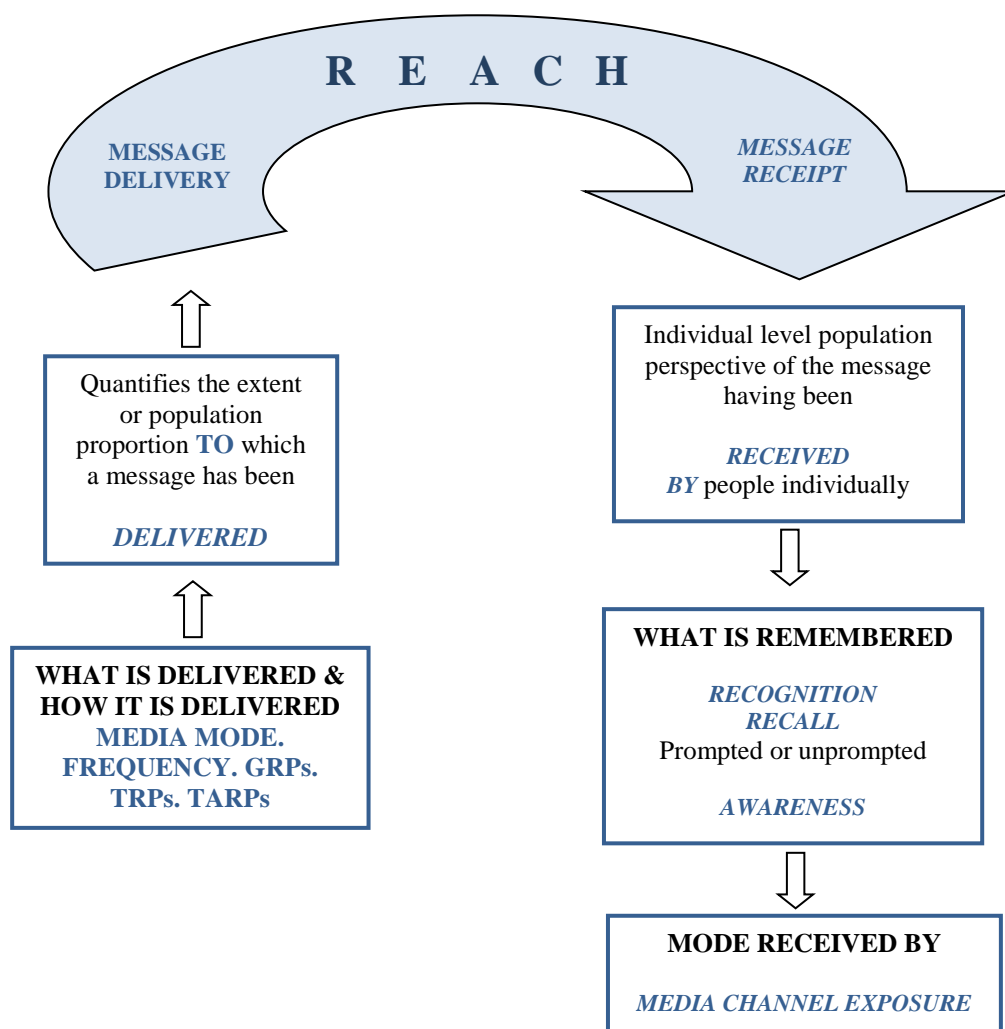 R E A C H
MESSAGE
DELIVERY
MESSAGE
RECEIPT
Quantifies the extent
or population
proportion TO which
a message has been
DELIVERED
WHAT IS DELIVERED &
HOW IT IS DELIVERED
MEDIA MODE.
FREQUENCY. GRPs.
TRPs. TARPs
Individual level population
perspective of the message
having been
RECEIVED
BY people individually
WHAT IS REMEMBERED
RECOGNITION
RECALL
Prompted or unprompted
AWARENESS
MODE RECEIVED BY
MEDIA CHANNEL EXPOSURE